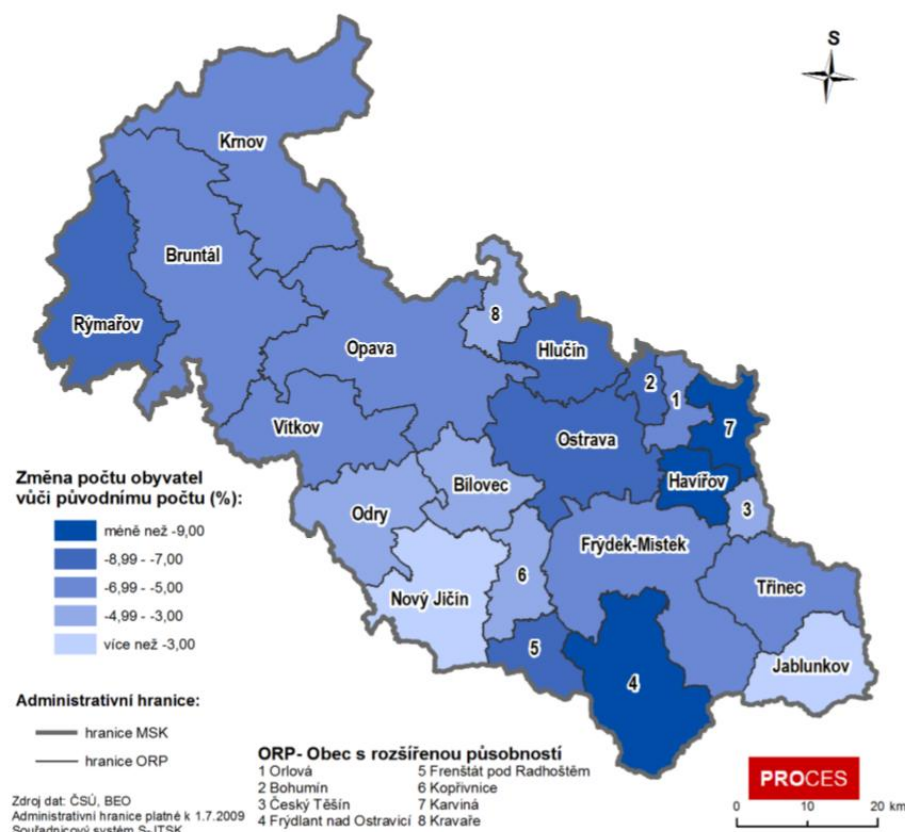 S
Krnov
Bruntál
Rýmařov
8
Opava
Hlučín
2
1
7
Vítkov
Ostrava
Havířov
Bílovec
3
Odry
Frýdek-Místek
6
Třinec
Nový Jičín
5
Jablunkov
4
Změna počtu obyvatel
vůči původnímu počtu (%):
méně než -9,00
-8,99 - -7,00
-6,99 - -5,00
-4,99 - -3,00
více než -3,00
Administrativní hranice:
hranice MSK
hranice ORP
Zdroj dat: ČSÚ, BEO
Administrativní hranice platné k 1.7.2009
Souřadnicový systém S-JTSK
ORP- Obec s rozšířenou působností
1 Orlová 5 Frenštát pod Radhoštěm
2 Bohumín 6 Kopřivnice
3 Český Těšín 7 Karviná
4 Frýdlant nad Ostravicí 8 Kravaře
PROCES
0 10 20 km